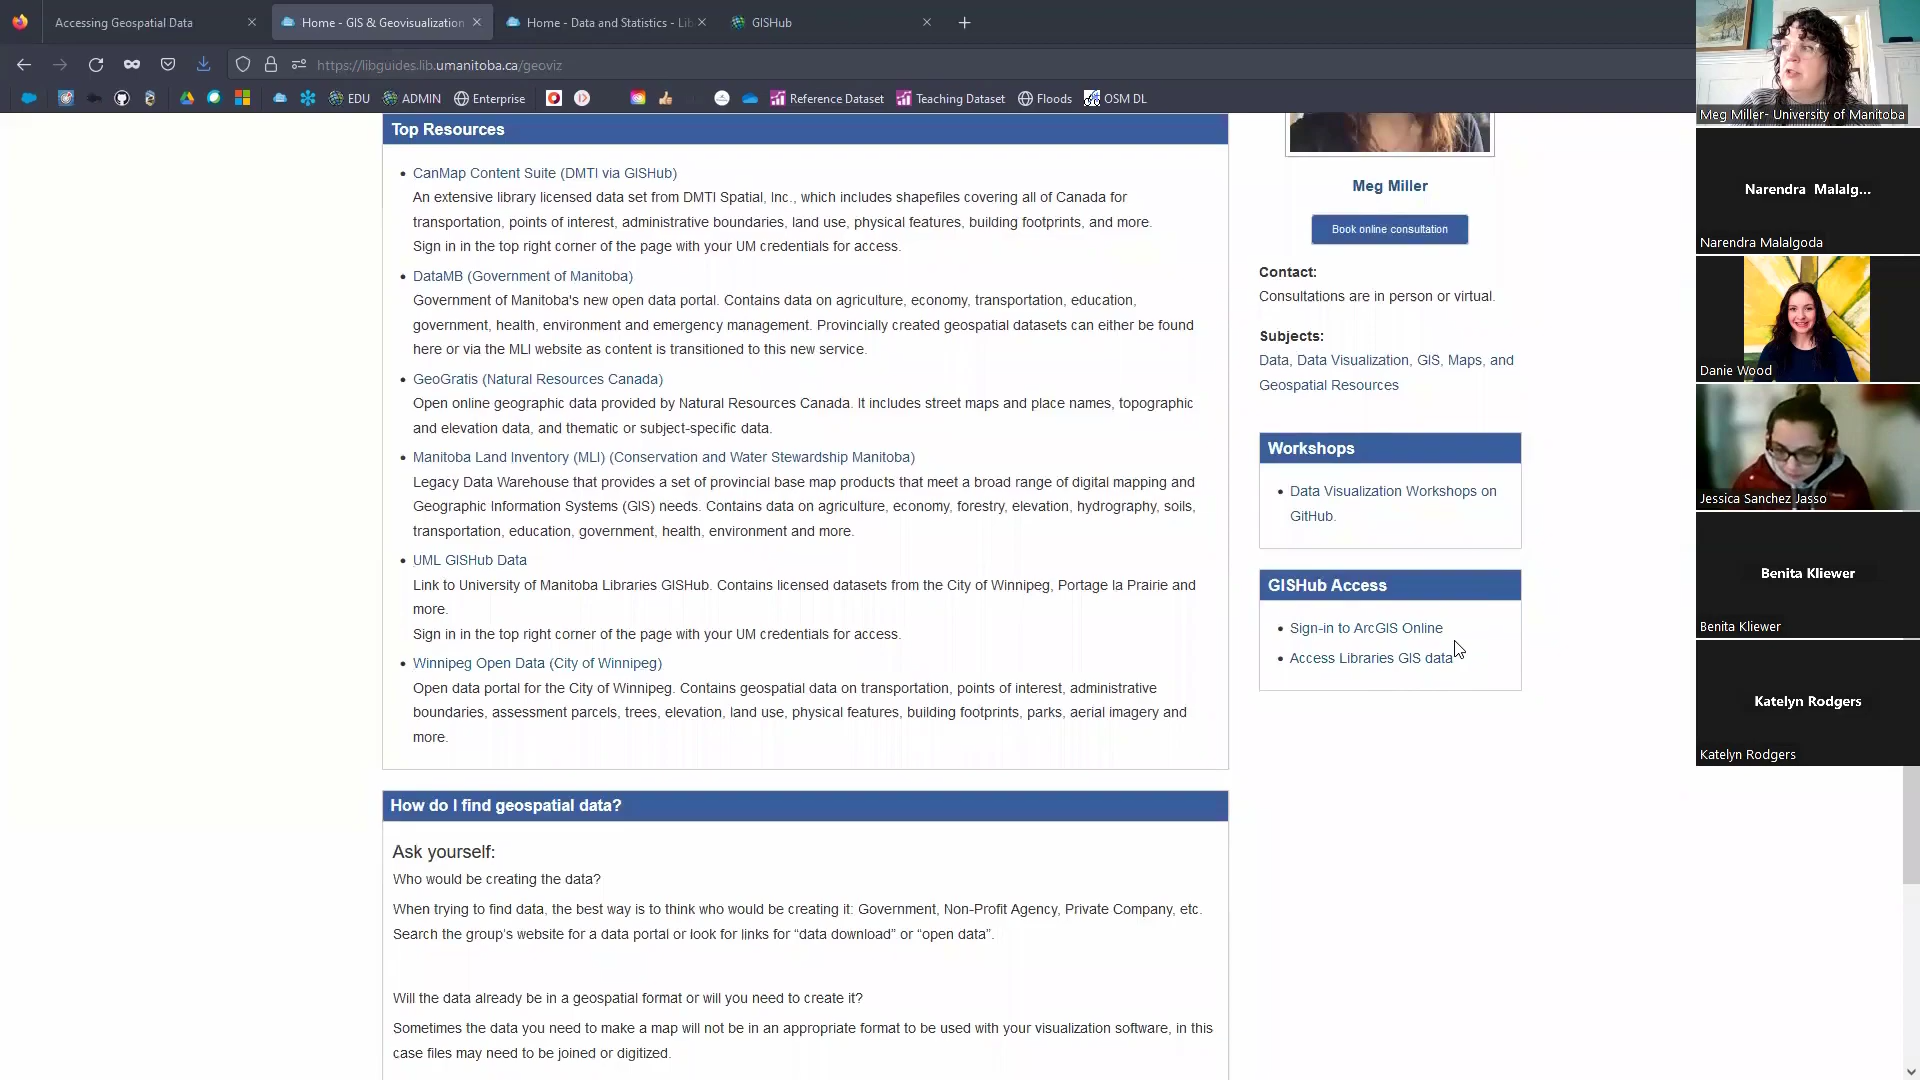 Accessing Geospatial Data
Home - GIS & Geovisualization
Home - Data and Statistics - Lib
GISHub
https://libguides.lib.umanitoba.ca/geoviz
EDU
ADMIN
Enterprise
Reference Dataset
Teaching Dataset
Floods
OSM DL
Top Resources
CanMap Content Suite (DMTI via GISHub)
An extensive library licensed data set from DMTI Spatial, Inc., which includes shapefiles covering all of Canada for
transportation, points of interest, administrative boundaries, land use, physical features, building footprints, and more.
Sign in in the top right corner of the page with your UM credentials for access.
DataMB (Government of Manitoba)
Government of Manitoba's new open data portal. Contains data on agriculture, economy, transportation, education,
government, health, environment and emergency management. Provincially created geospatial datasets can either be found
here or via the MLI website as content is transitioned to this new service.
GeoGratis (Natural Resources Canada)
Open online geographic data provided by Natural Resources Canada. It includes street maps and place names, topographic
and elevation data, and thematic or subject-specific data.
Manitoba Land Inventory (MLI) (Conservation and Water Stewardship Manitoba)
Legacy Data Warehouse that provides a set of provincial base map products that meet a broad range of digital mapping and
Geographic Information Systems (GIS) needs. Contains data on agriculture, economy, forestry, elevation, hydrography, soils,
transportation, education, government, health, environment and more.
UML GISHub Data
Link to University of Manitoba Libraries GISHub. Contains licensed datasets from the City of Winnipeg, Portage la Prairie and
more.
Sign in in the top right corner of the page with your UM credentials for access.
Winnipeg Open Data (City of Winnipeg)
Open data portal for the City of Winnipeg. Contains geospatial data on transportation, points of interest, administrative
boundaries, assessment parcels, trees, elevation, land use, physical features, building footprints, parks, aerial imagery and
more.
How do I find geospatial data?
Ask yourself:
Who would be creating the data?
When trying to find data, the best way is to think who would be creating it: Government, Non-Profit Agency, Private Company, etc.
Search the group's website for a data portal or look for links for “data download” or “open data”.
Will the data already be in a geospatial format or will you need to create it?
Sometimes the data you need to make a map will not be in an appropriate format to be used with your visualization software, in this
case files may need to be joined or digitized.
Meg Miller
Book online consultation
Contact:
Consultations are in person or virtual.
Subjects:
Data, Data Visualization, GIS, Maps, and
Geospatial Resources
Workshops
Data Visualization Workshops on
GitHub.
GISHub Access
Sign-in to ArcGIS Online
Access Libraries GIS data
Meg Miller- University of Manitoba
Narendra Malalg...
Narendra Malalgoda
Danie Wood
Jessica Sanchez Jasso
Benita Kliewer
Benita Kliewer
Katelyn Rodgers
Katelyn Rodgers